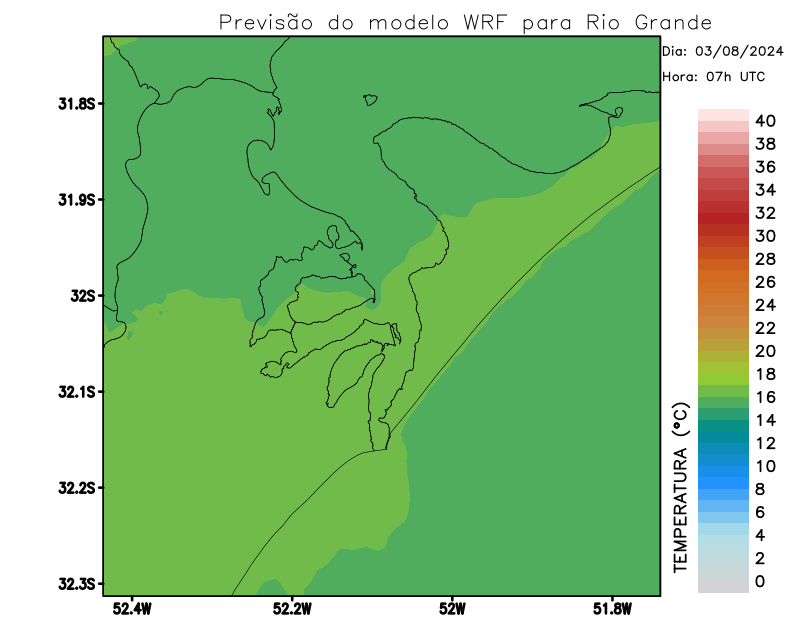 Previsão do modelo WRF para Rio Grande
Dia: 03/08/2024
Hora: 07h UTC
31.8S
31.9S
32S
32.1S
32.2S
32.3S
52.4W
52.2W
52W
51.8W
TEMPERATURA (°C)
40
38
36
34
32
30
28
26
24
22
20
18
16
14
12
10
8
6
4
2
0